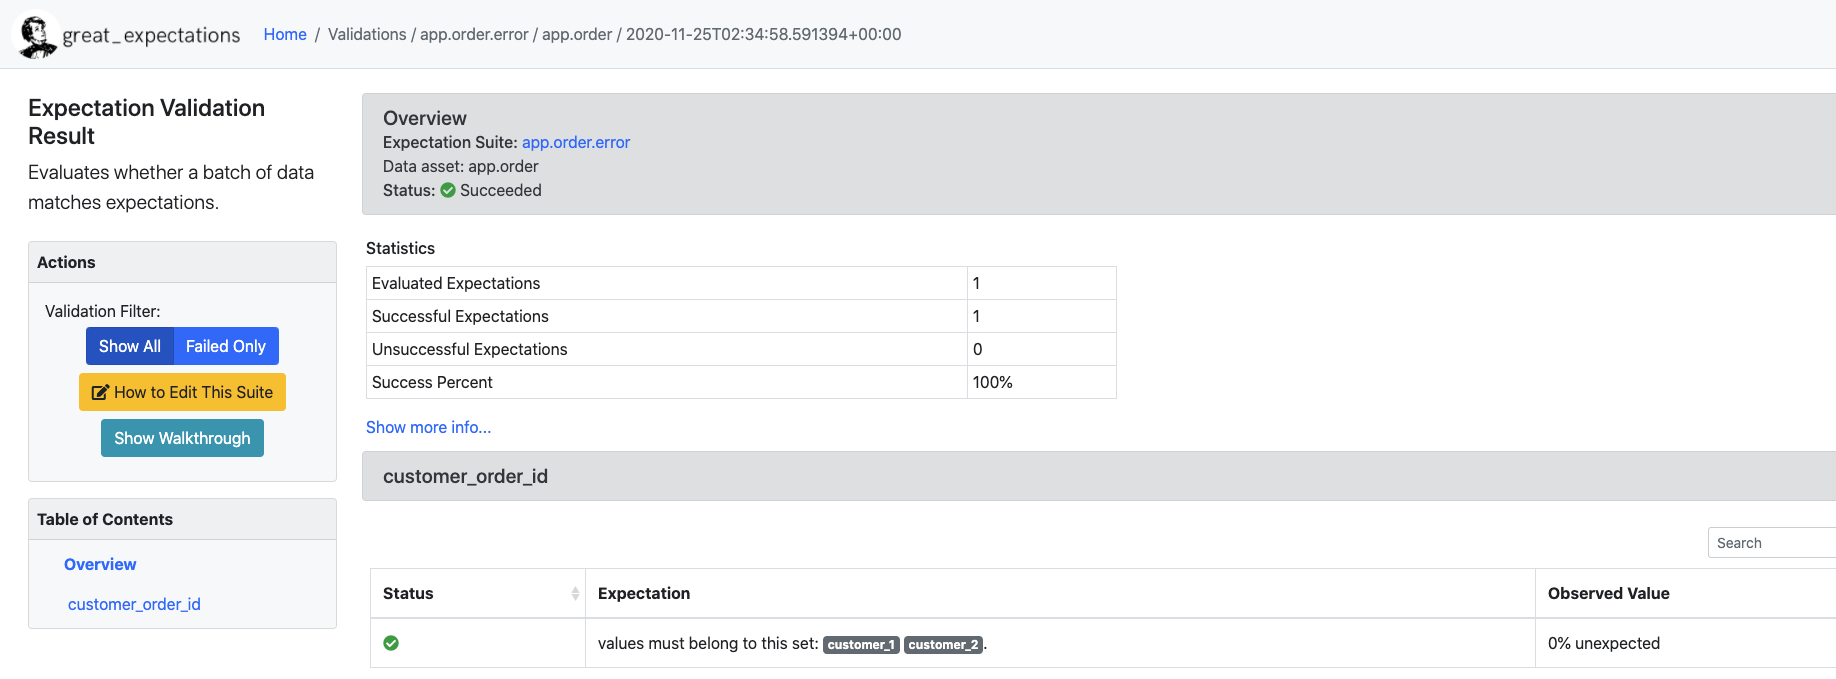 great_expectations Home / Validations / app.order.error / app.order / 2020-11-25T02:34:58.591394+00:00
Expectation Validation
Result
Evaluates whether a batch of data
matches expectations.
Actions
Validation Filter:
Show All Failed Only
How to Edit This Suite
Show Walkthrough
Table of Contents
Overview
customer_order_id
Overview
Expectation Suite: app.order.error
Data asset: app.order
Status: Succeeded
Statistics
Evaluated Expectations 1
Successful Expectations 1
Unsuccessful Expectations 0
Success Percent 100%
Show more info...
customer_order_id
Search
Status Expectation Observed Value
values must belong to this set: customer_1 customer_2. 0% unexpected